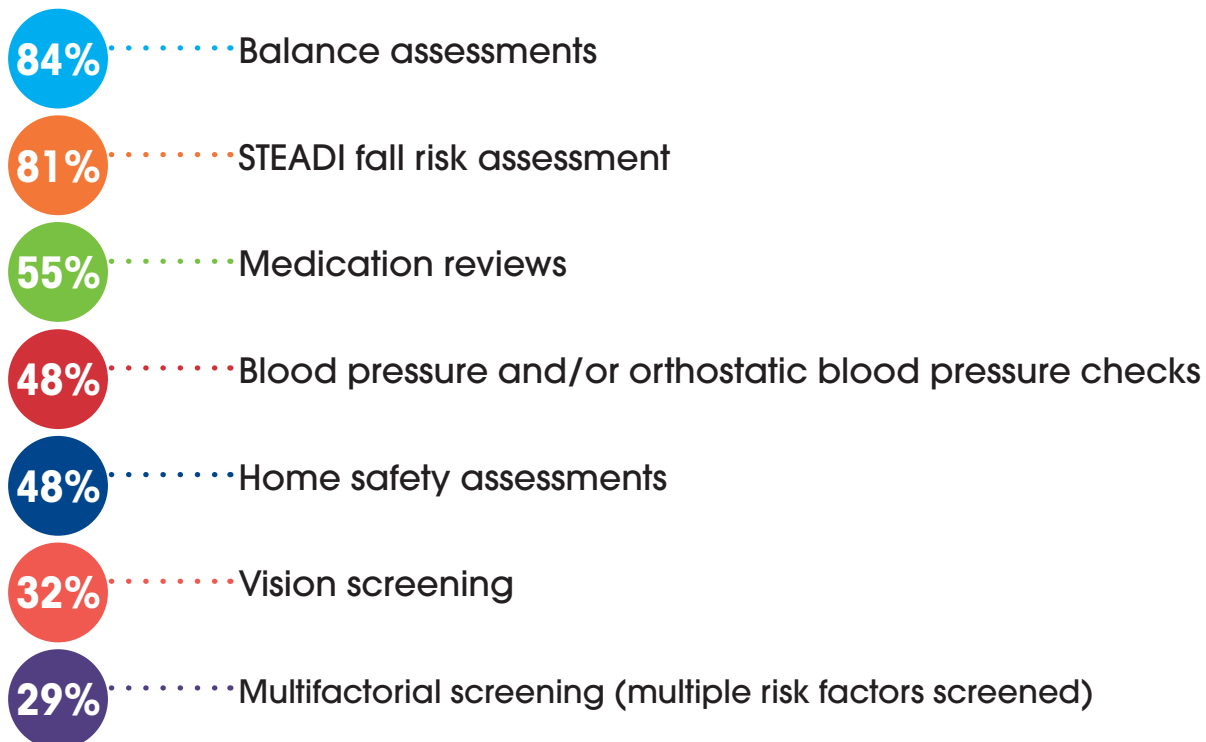 84% Balance assessments
81% STEADI fall risk assessment
55% Medication reviews
48% Blood pressure and/or orthostatic blood pressure checks
48% Home safety assessments
32% Vision screening
29% Multifactorial screening (multiple risk factors screened)